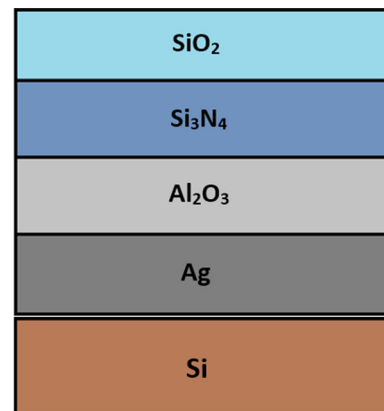 SiO₂
Si₃N₄
Al₂O₃
Ag
Si